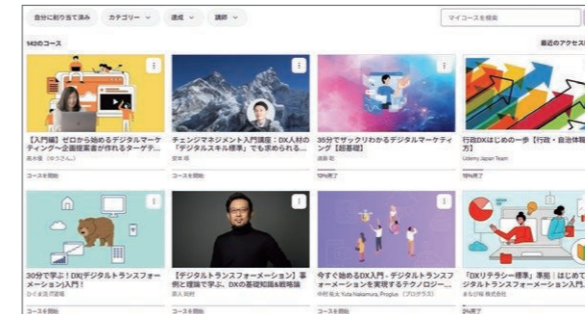 自分に割り当て済み カテゴリー 達成 講師 マイコースを検索
142のコース 最近のアクセス
【入門編】ゼロから始めるデジタルマーケティング〜企画提案書が作れるターゲテ...
チェンジマネジメント入門講座：DX人材の「デジタルスキル標準」でも求められる...
35分でザックリわかるデジタルマーケティング【超基礎】
行政DXはじめの一歩【行政・自治体職
方】
Udemy Japan Team
コースを開始
コースを開始
12%完了
30分で学ぶ！DX(デジタルトランスフォーメーション)入門！
【デジタルトランスフォーメーション】事例と理論で学ぶ、DXの基礎知識&戦略論
今すぐ始めるDX入門 - デジタルトランスフォーメーションを実現するテクノロジー...
「DXリテラシー標準」準拠｜はじめて
ジタルトランスフォーメーション入門
コースを開始
コースを開始
コースを開始
2%完了